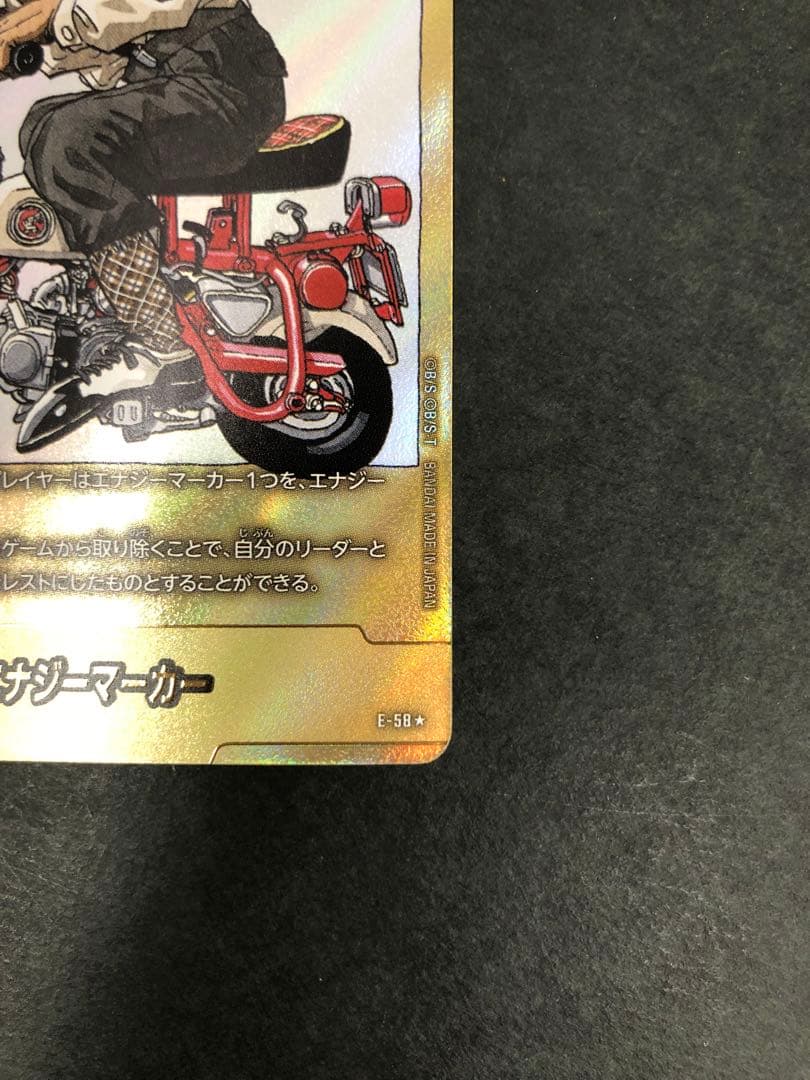 ©B/S ©B/S T BANDAI MADE IN JAPAN
レイヤーはエナジーマーカー1つを、エナジー
ゲームから取り除くことで、自分のリーダーと
レストにしたものとすることができる。
ナジーマーカー
E-58★